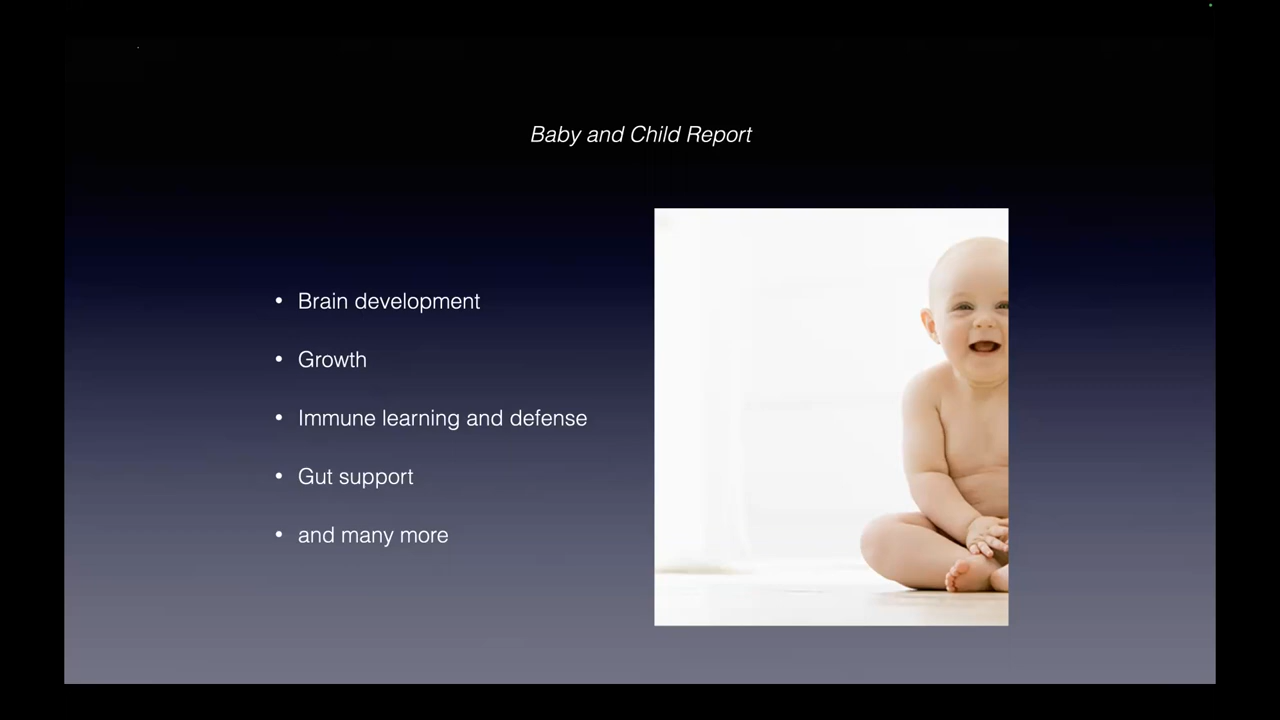 Baby and Child Report
• Brain development
• Growth
• Immune learning and defense
• Gut support
• and many more